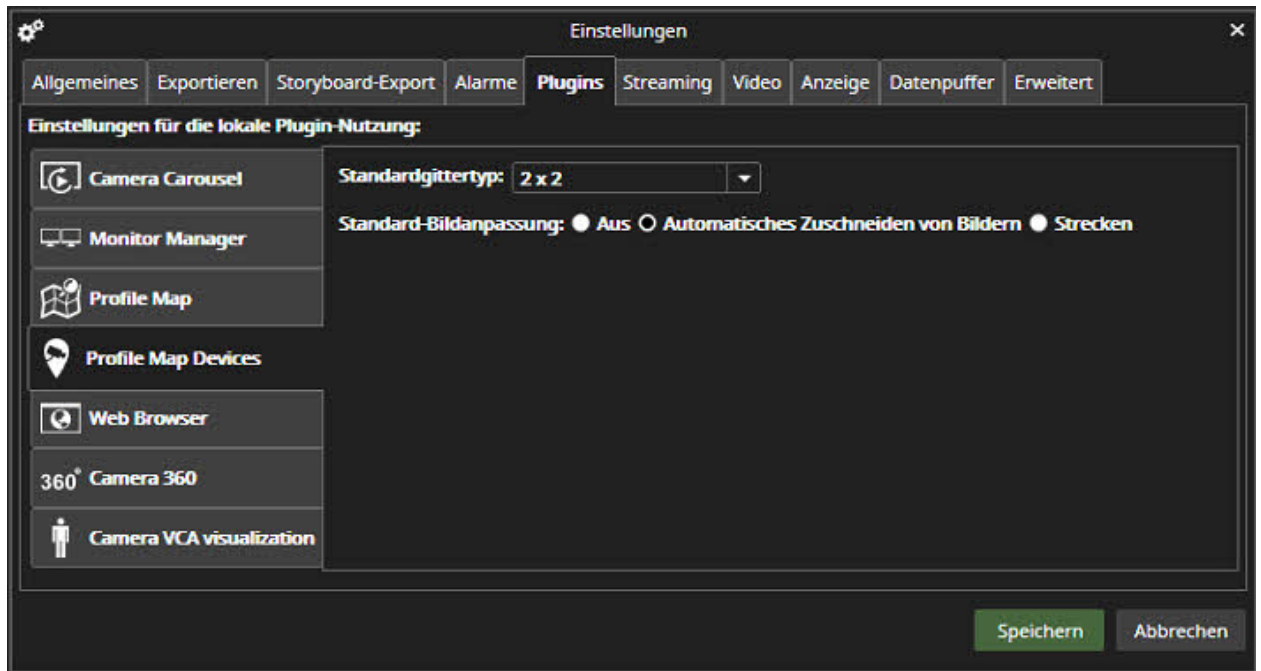 Einstellungen
Allgemeines Exportieren Storyboard-Export Alarme Plugins Streaming Video Anzeige Datenpuffer Erweitert
Einstellungen für die lokale Plugin-Nutzung:
Camera Carousel
Standardgittertyp: 2 x 2
Standard-Bildanpassung: Aus Automatisches Zuschneiden von Bildern Strecken
Monitor Manager
Profile Map
Profile Map Devices
Web Browser
360° Camera 360
Camera VCA visualization
Speichern Abbrechen